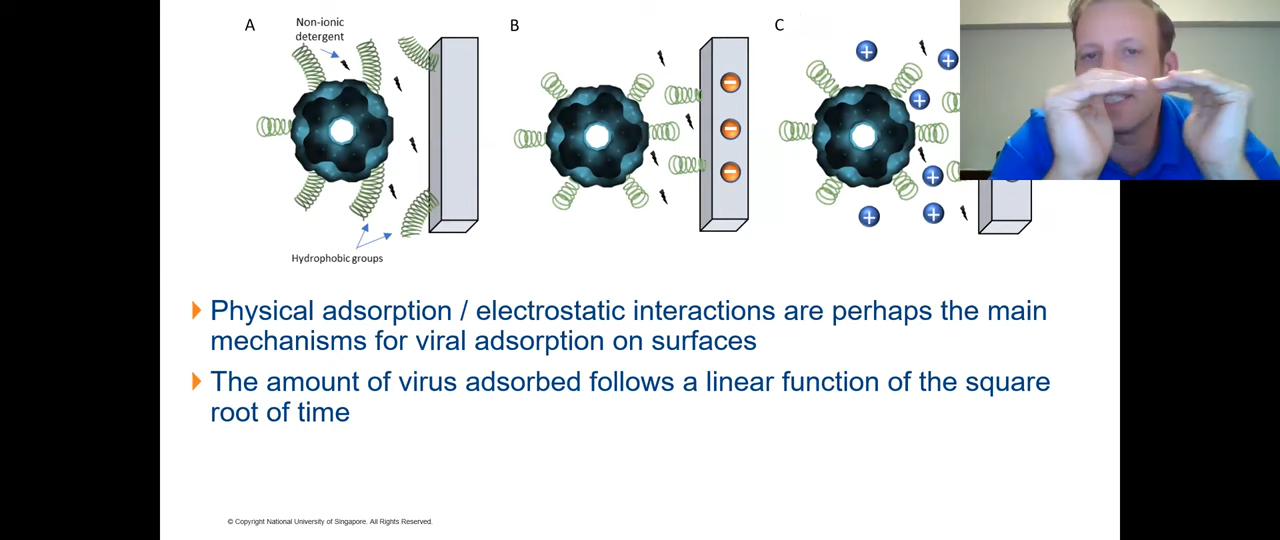 A
Non-ionic
detergent
B
C
Hydrophobic groups
Physical adsorption / electrostatic interactions are perhaps the main
mechanisms for viral adsorption on surfaces
The amount of virus adsorbed follows a linear function of the square
root of time
© Copyright National University of Singapore. All Rights Reserved.